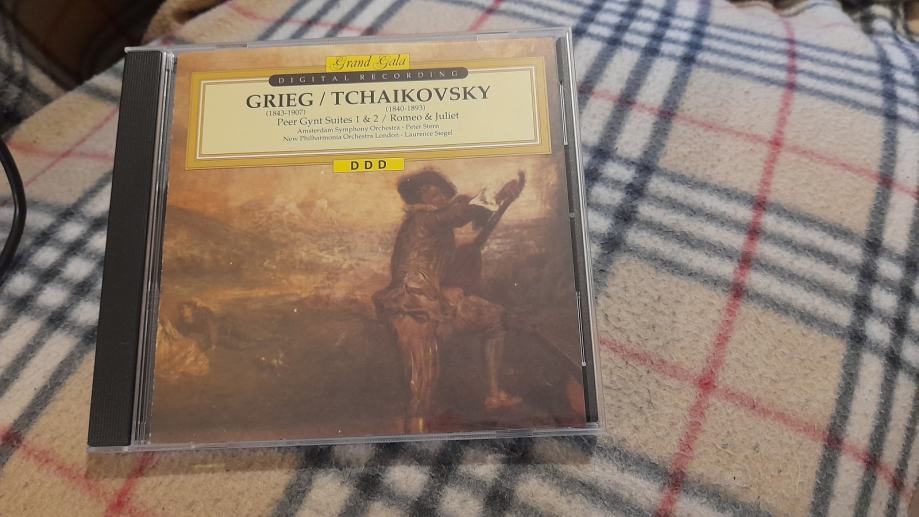 Grand Gala
DIGITAL RECORDING
GRIEG / TCHAIKOVSKY
(1843-1907) (1840-1893)
Peer Gynt Suites 1 & 2 / Romeo & Juliet
Amsterdam Symphony Orchestra - Peter Stern
New Philharmonia Orchestra London - Laurence Siegel
DDD